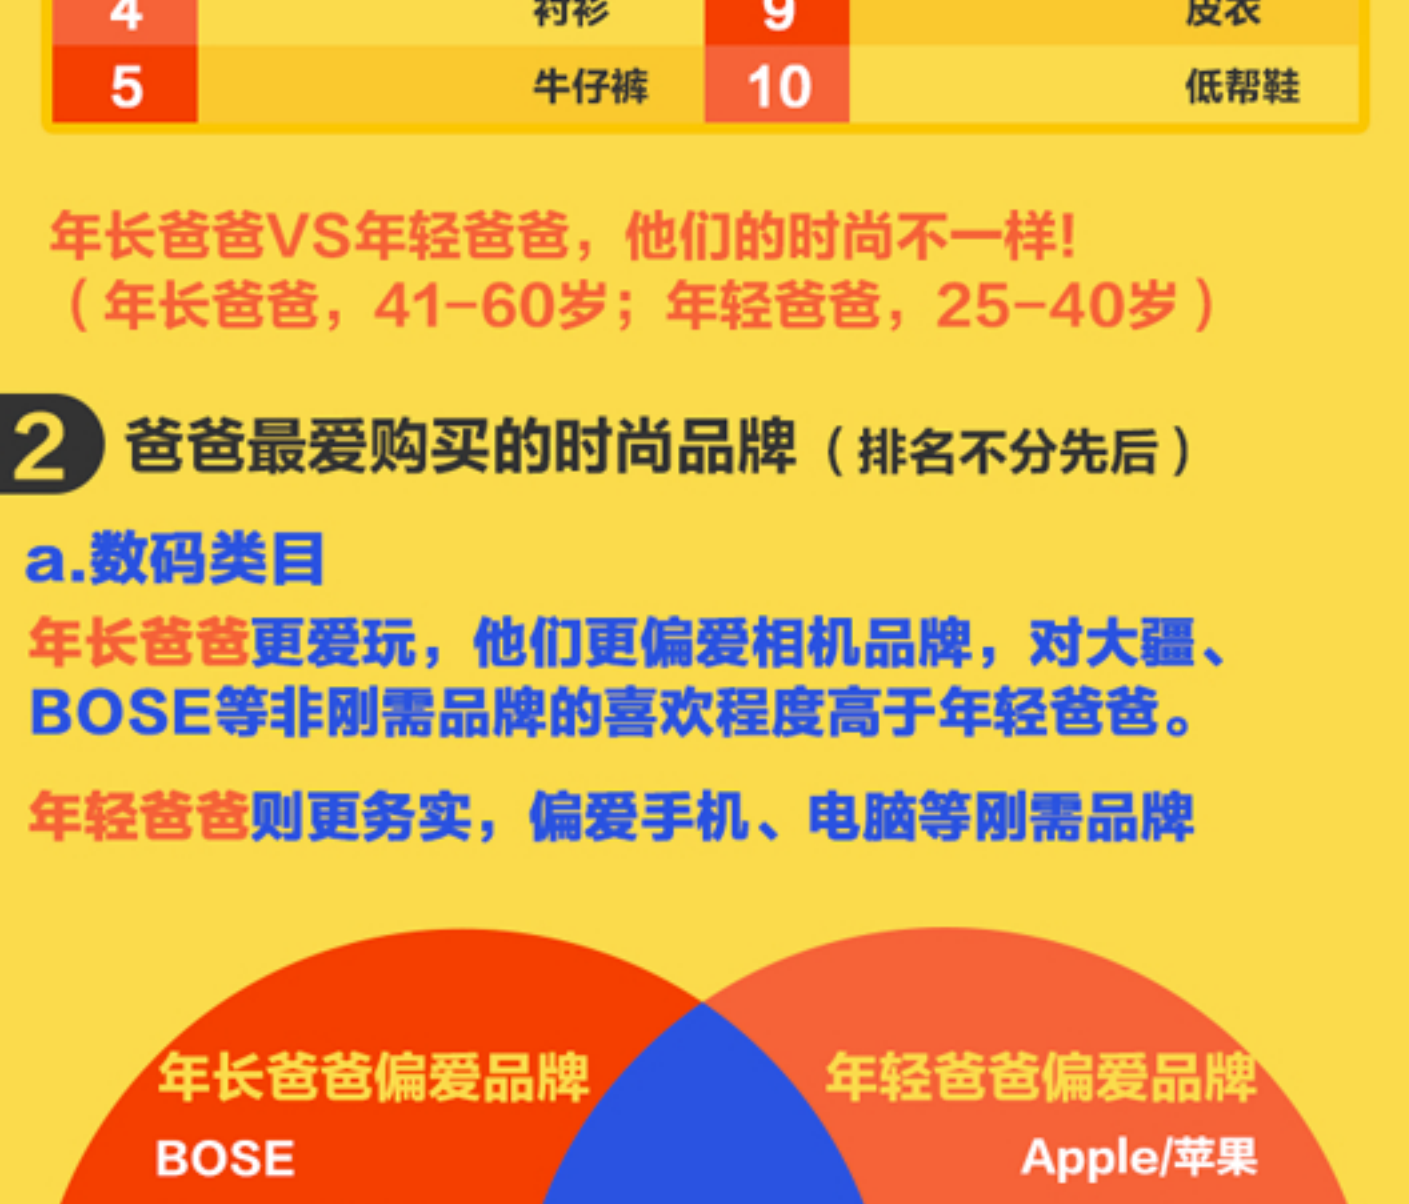 4 衬衫 9 皮衣
5 牛仔裤 10 低帮鞋
年长爸爸VS年轻爸爸，他们的时尚不一样！
（年长爸爸，41-60岁；年轻爸爸，25-40岁）
2 爸爸最爱购买的时尚品牌（排名不分先后）
a.数码类目
年长爸爸更爱玩，他们更偏爱相机品牌，对大疆、
BOSE等非刚需品牌的喜欢程度高于年轻爸爸。
年轻爸爸则更务实，偏爱手机、电脑等刚需品牌
年长爸爸偏爱品牌 年轻爸爸偏爱品牌
BOSE Apple/苹果